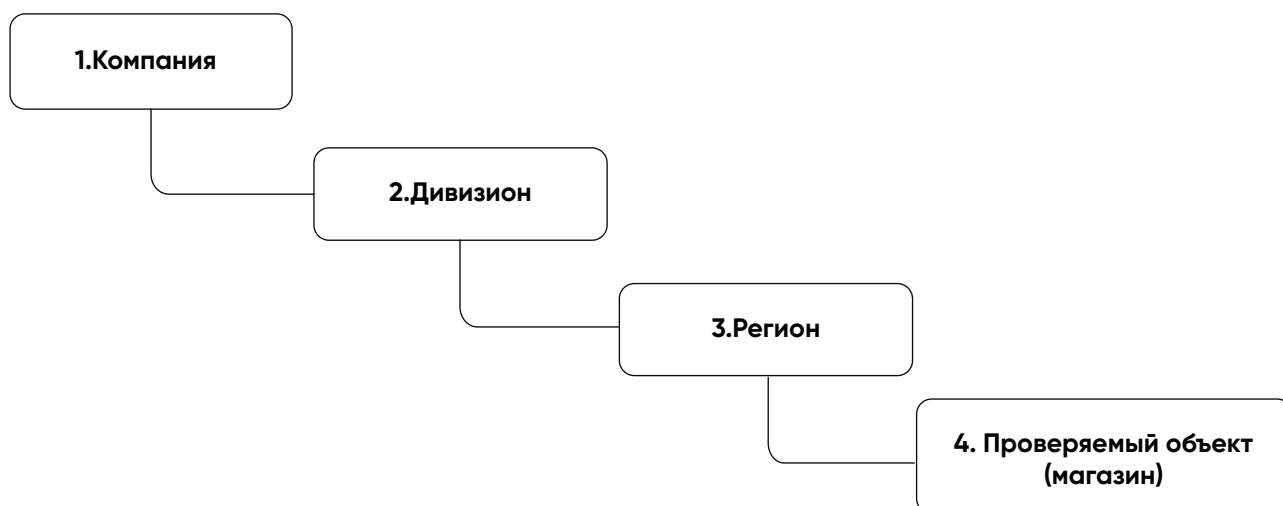 1.Компания
2.Дивизион
3.Регион
4. Проверяемый объект
(магазин)